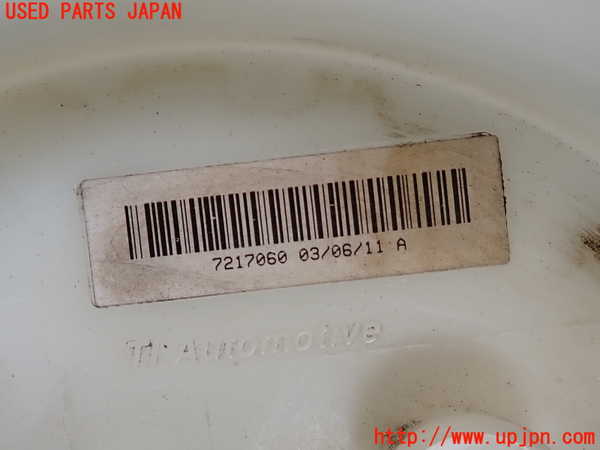 USED PARTS JAPAN
7217060 03/06/11 A
TI Automotive
http://www.upjpn.com/